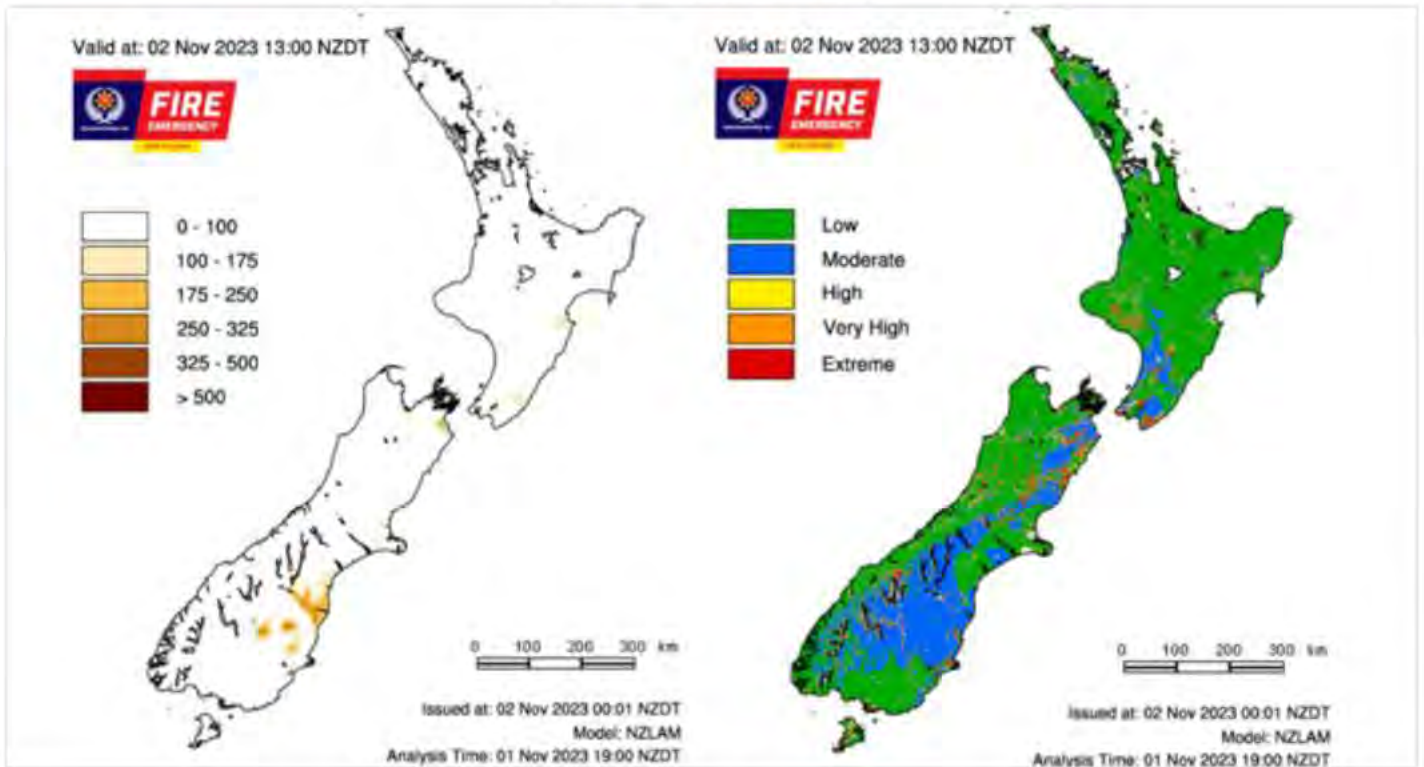 Valid at: 02 Nov 2023 13:00 NZDT
FIRE
EMERGENCY
0 - 100
100 - 175
175 - 250
250 - 325
325 - 500
> 500
0 100 200 300 km
Issued at: 02 Nov 2023 00:01 NZDT
Model: NZLAM
Analysis Time: 01 Nov 2023 19:00 NZDT
Valid at: 02 Nov 2023 13:00 NZDT
FIRE
EMERGENCY
Low
Moderate
High
Very High
Extreme
0 100 200 300 km
Issued at: 02 Nov 2023 00:01 NZDT
Model: NZLAM
Analysis Time: 01 Nov 2023 19:00 NZDT